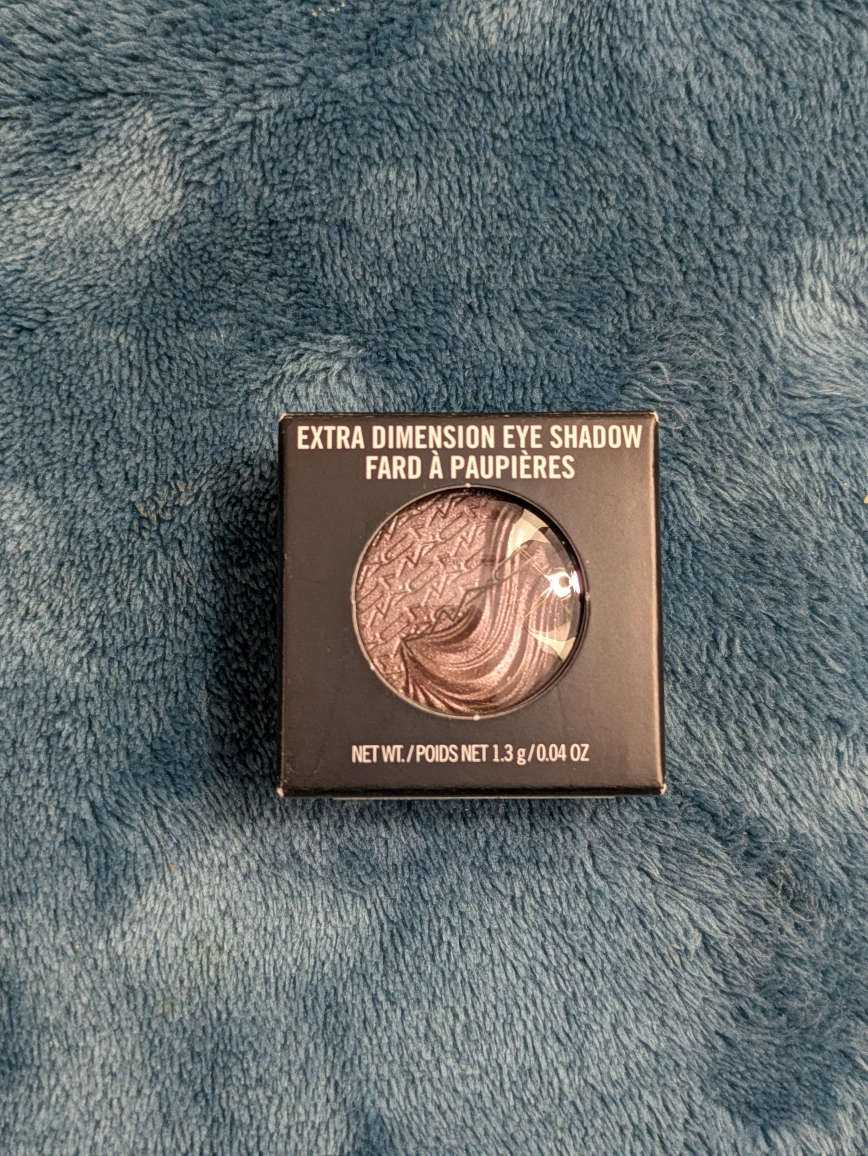 EXTRA DIMENSION EYE SHADOW
FARD À PAUPIÈRES
NET WT./POIDS NET 1.3 g/0.04 OZ